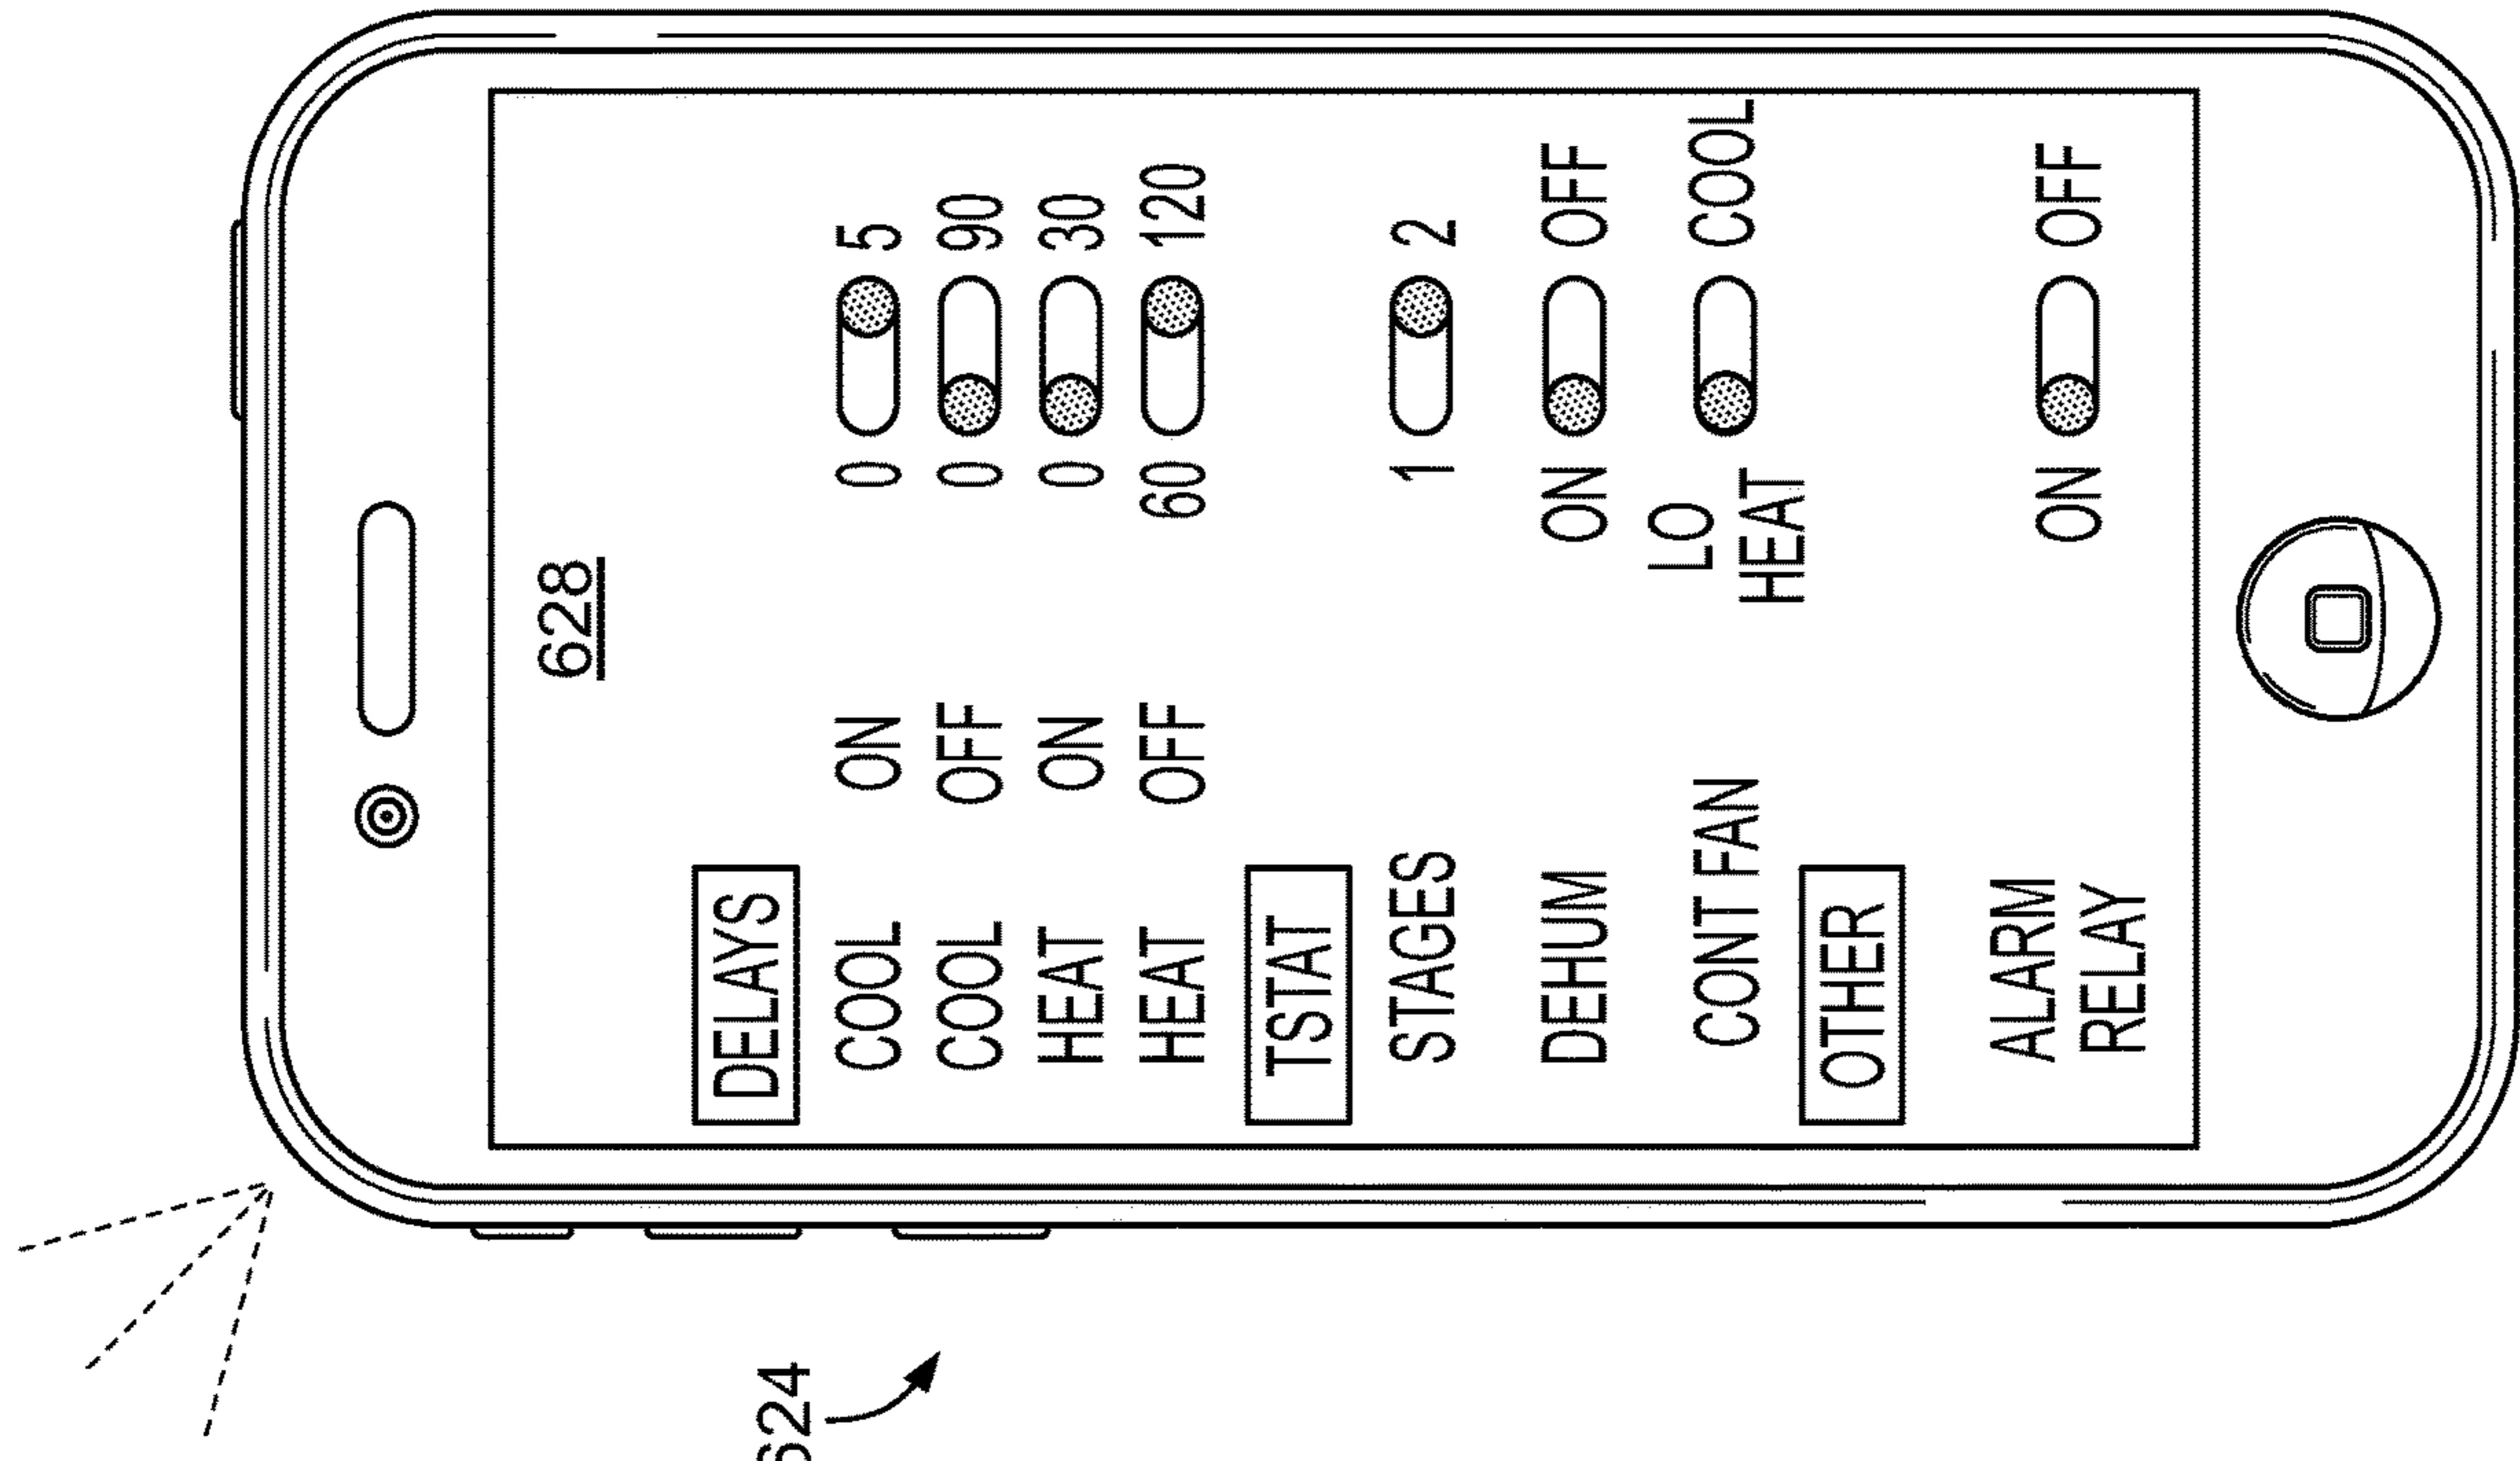 628
DELAYS
COOL ON 0 5
COOL OFF 0 90
HEAT ON 0 30
HEAT OFF 60 120
TSTAT
STAGES 1 2
DEHUM ON OFF
CONT FAN LO HEAT COOL
OTHER
ALARM RELAY ON OFF
624